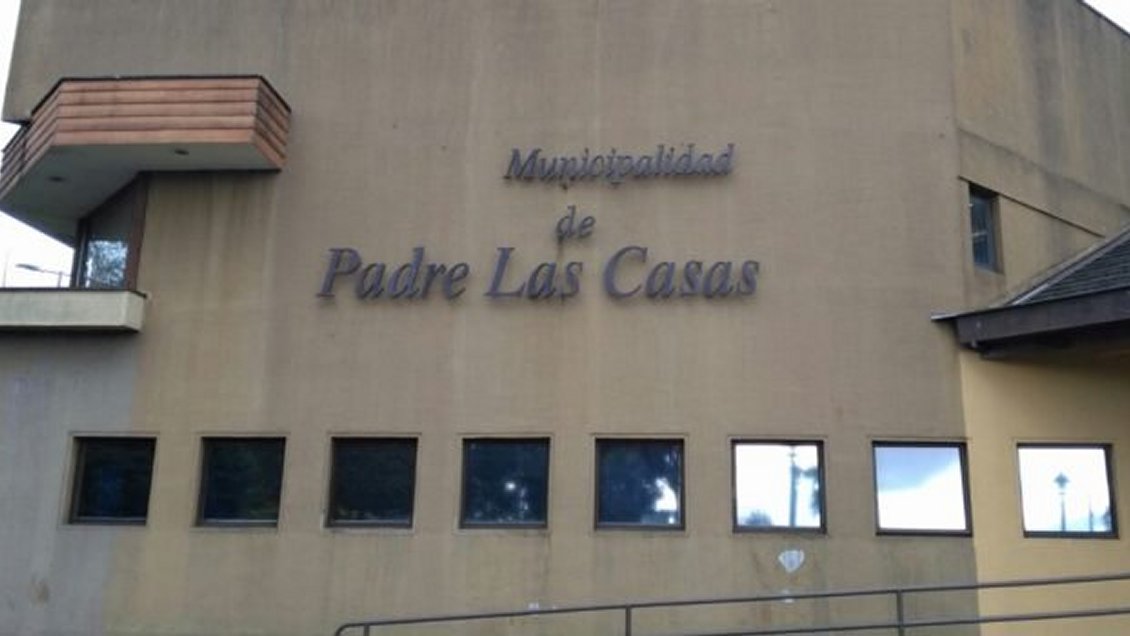 Municipalidad
de
Padre Las Casas